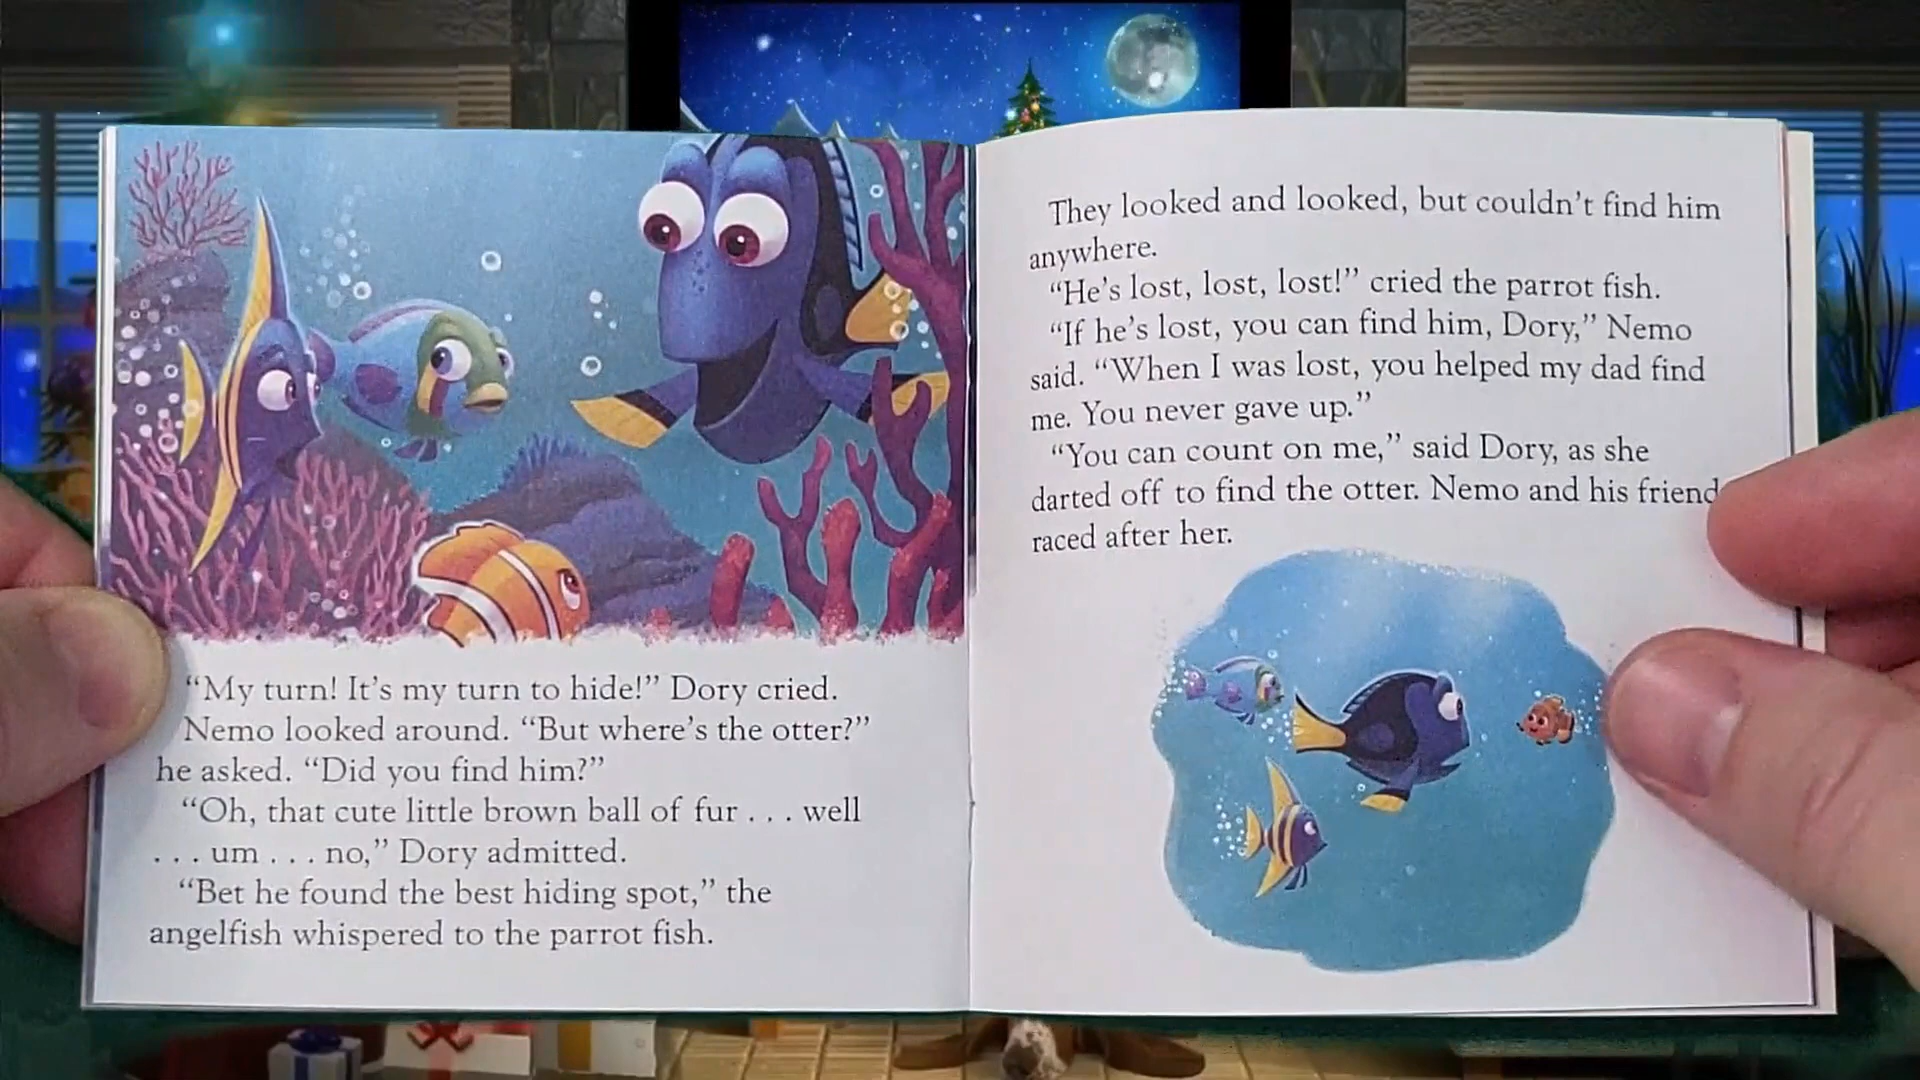 “My turn! It’s my turn to hide!” Dory cried.
Nemo looked around. “But where’s the otter?”
he asked. “Did you find him?”
“Oh, that cute little brown ball of fur . . . well
. . . um . . . no,” Dory admitted.
“Bet he found the best hiding spot,” the
angelfish whispered to the parrot fish.
They looked and looked, but couldn’t find him
anywhere.
“He’s lost, lost, lost!” cried the parrot fish.
“If he’s lost, you can find him, Dory,” Nemo
said. “When I was lost, you helped my dad find
me. You never gave up.”
“You can count on me,” said Dory, as she
darted off to find the otter. Nemo and his friend
raced after her.